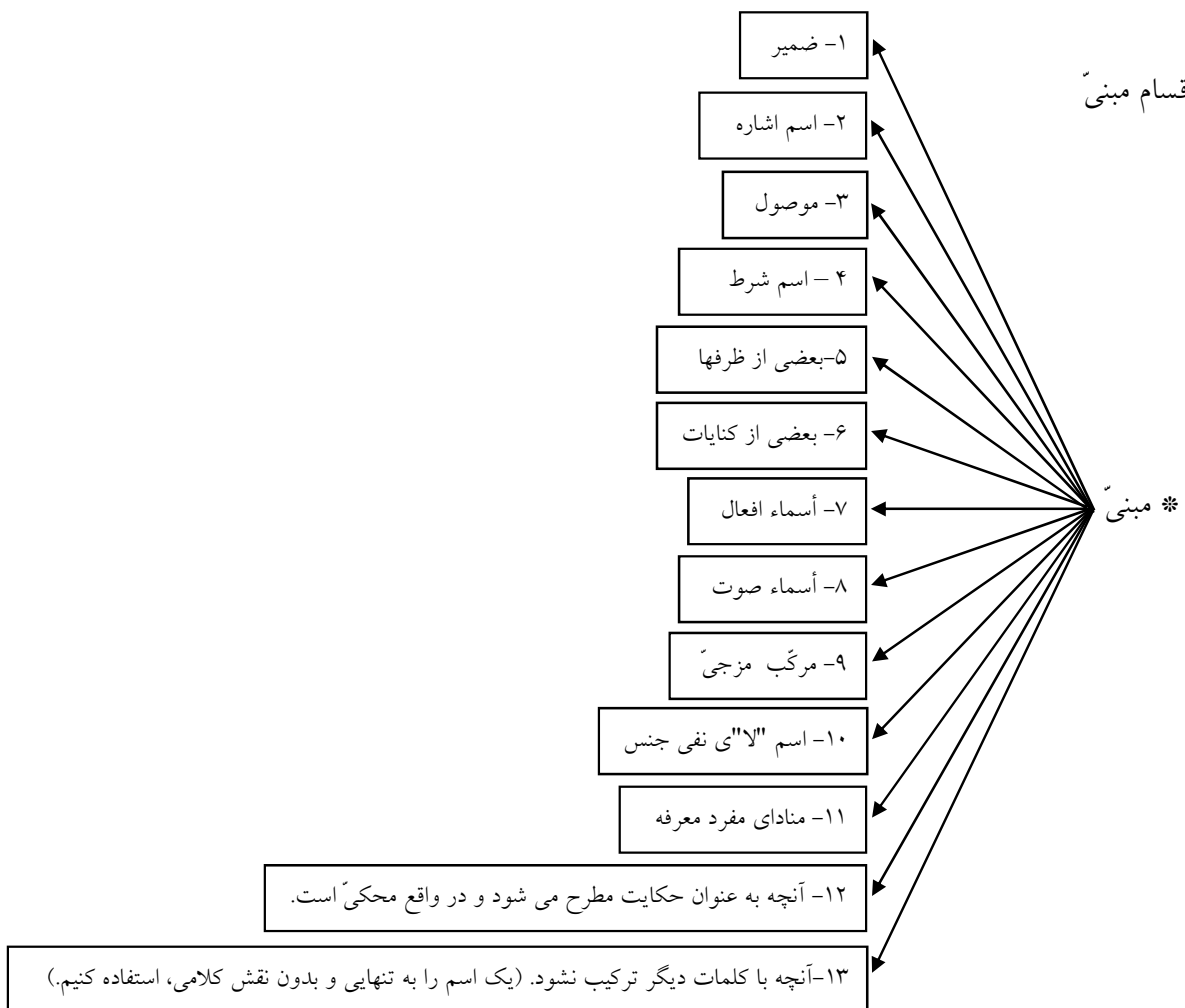 قسام مبنیّ
* مبنیّ
۱- ضمیر
۲- اسم اشاره
۳- موصول
۴ – اسم شرط
۵-بعضی از ظرفها
۶- بعضی از کنایات
۷- أسماء افعال
۸- أسماء صوت
۹- مرکّب مزجیّ
۱۰- اسم "لا"ی نفی جنس
۱۱- منادای مفرد معرفه
۱۲- آنچه به عنوان حکایت مطرح می شود و در واقع محکیّ است.
۱۳-آنچه با کلمات دیگر ترکیب نشود. (یک اسم را به تنهایی و بدون نقش کلامی، استفاده کنیم.)